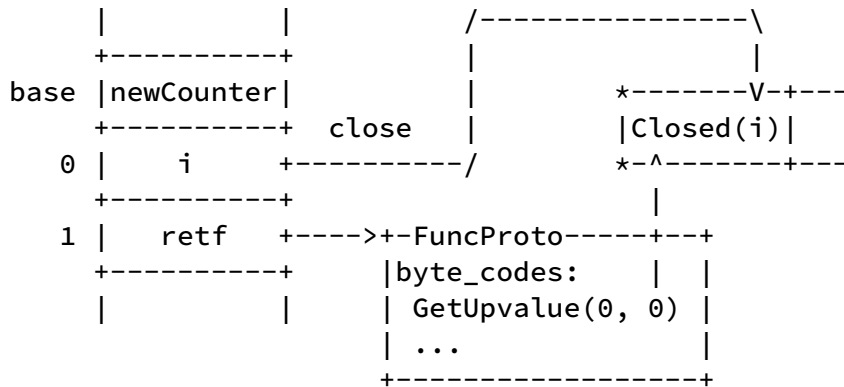 base |newCounter|
close |Closed(i)|
0 | i
1 | retf FuncProto
byte_codes:
GetUpvalue(0, 0)
...